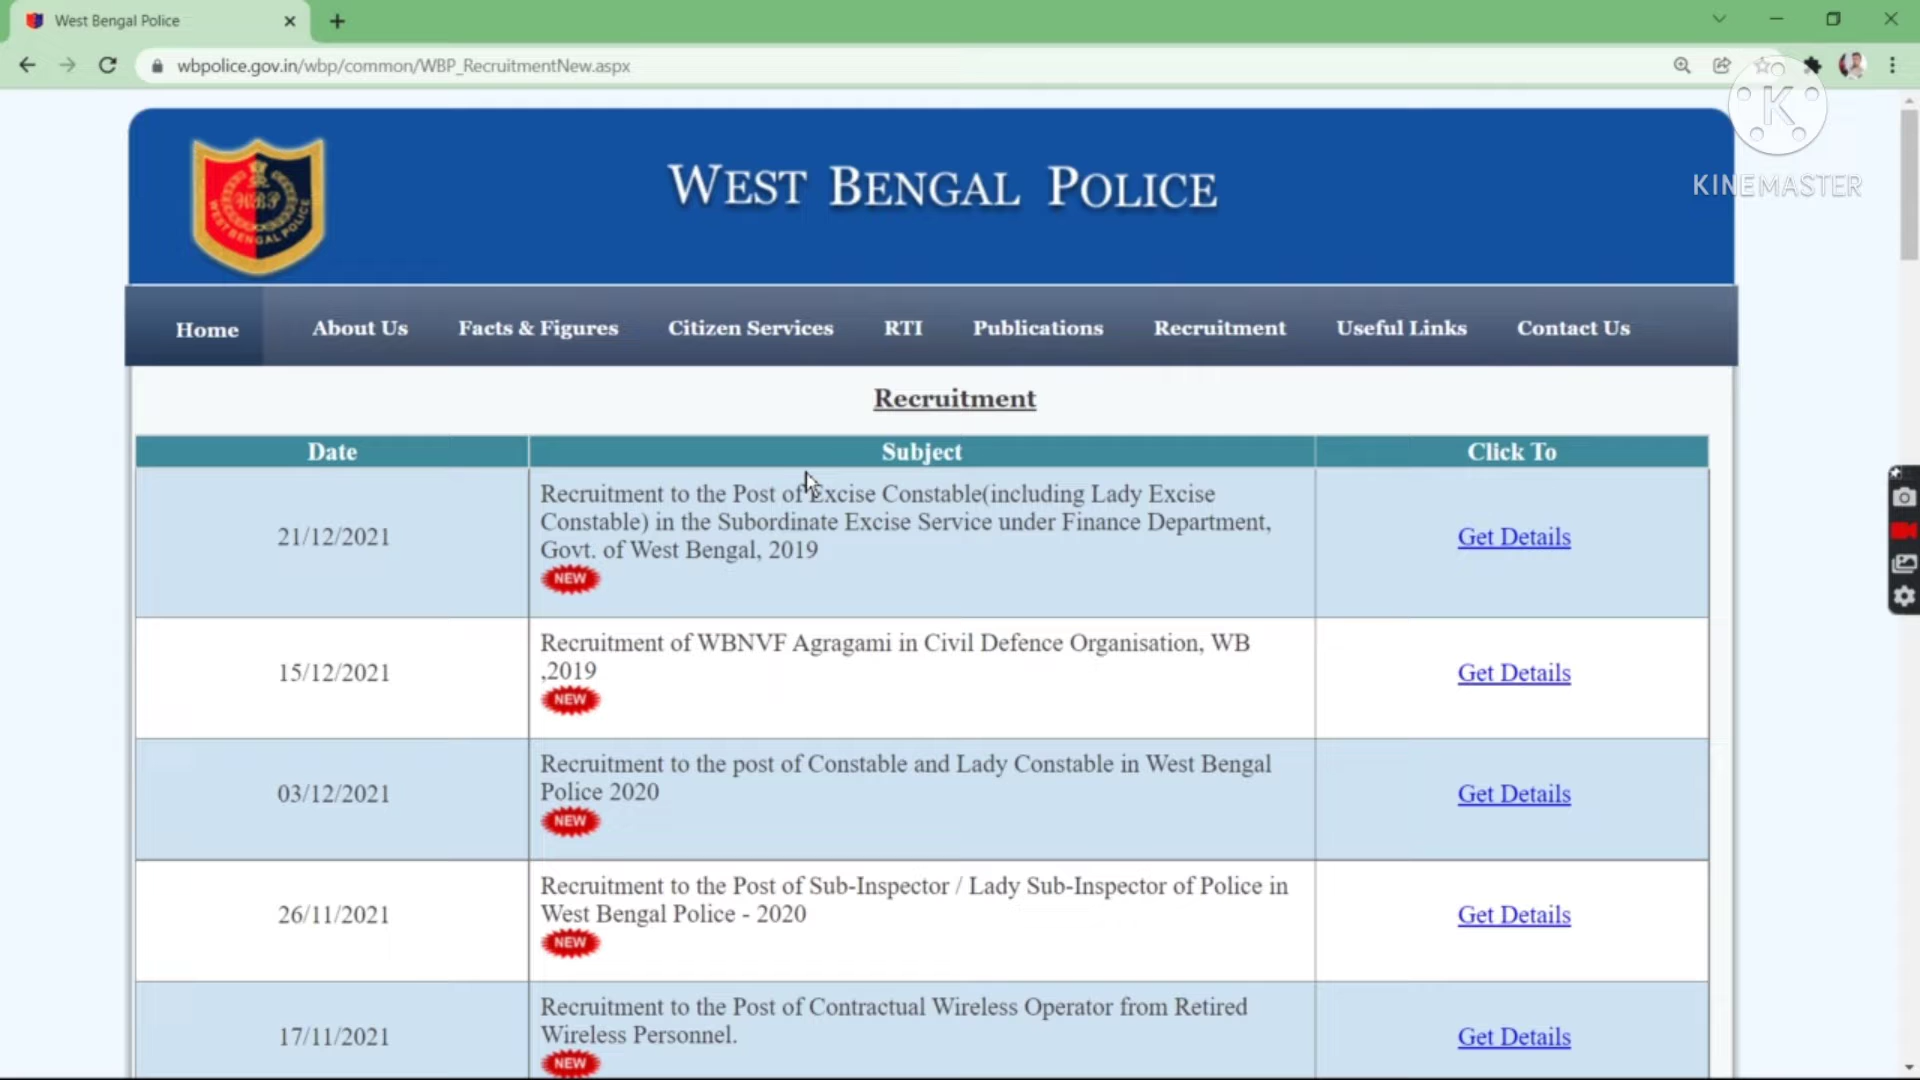 West Bengal Police
wbpolice.gov.in/wbp/common/WBP_RecruitmentNew.aspx
K
KINEMASTER
WBP
WEST BENGAL POLICE
WEST BENGAL POLICE
Home About Us Facts & Figures Citizen Services RTI Publications Recruitment Useful Links Contact Us
Recruitment
Date Subject Click To
Recruitment to the Post of Excise Constable(including Lady Excise
Constable) in the Subordinate Excise Service under Finance Department,
21/12/2021 Get Details
Govt. of West Bengal, 2019
NEW
Recruitment of WBNVF Agragami in Civil Defence Organisation, WB
15/12/2021 ,2019 Get Details
NEW
Recruitment to the post of Constable and Lady Constable in West Bengal
03/12/2021 Police 2020 Get Details
NEW
Recruitment to the Post of Sub-Inspector / Lady Sub-Inspector of Police in
26/11/2021 West Bengal Police - 2020 Get Details
NEW
Recruitment to the Post of Contractual Wireless Operator from Retired
17/11/2021 Wireless Personnel. Get Details
NEW